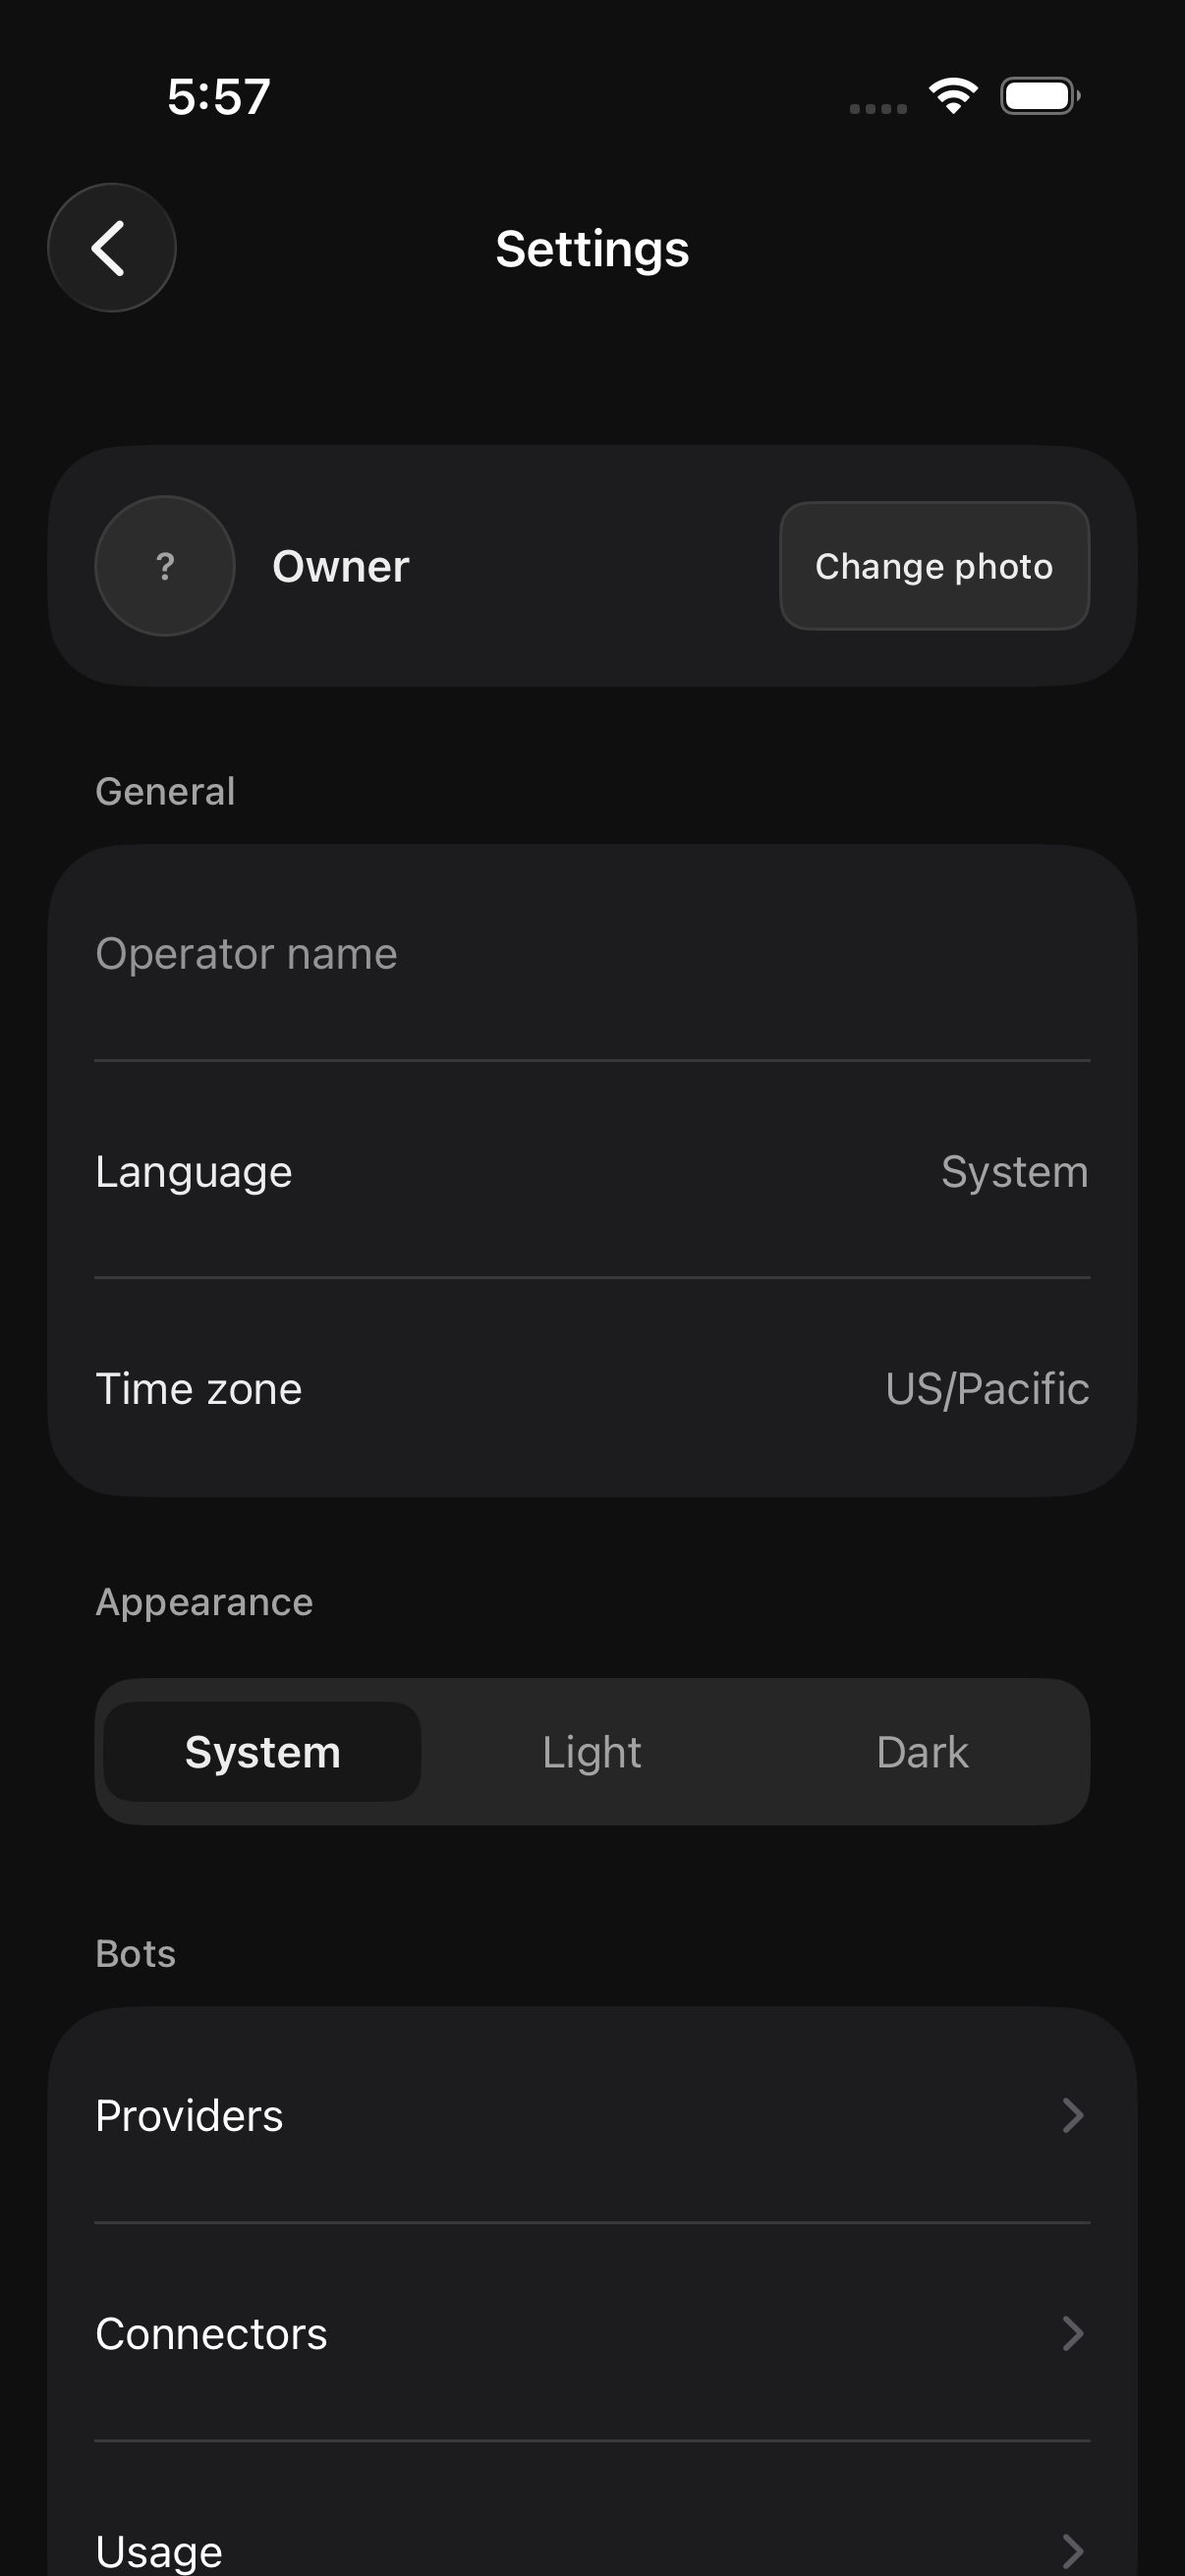 5:57
Settings
?
Owner
Change photo
General
Operator name
Language
System
Time zone
US/Pacific
Appearance
System
Light
Dark
Bots
Providers
Connectors
Usage